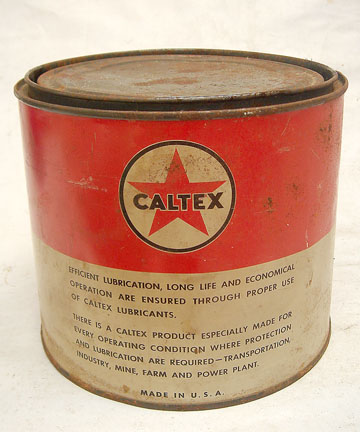 CALTEX
EFFICIENT LUBRICATION, LONG LIFE AND ECONOMICAL
OPERATION ARE ENSURED THROUGH PROPER USE
OF CALTEX LUBRICANTS.
THERE IS A CALTEX PRODUCT ESPECIALLY MADE FOR
EVERY OPERATING CONDITION WHERE PROTECTION
AND LUBRICATION ARE REQUIRED—TRANSPORTATION,
INDUSTRY, MINE, FARM AND POWER PLANT.
MADE IN U.S.A.